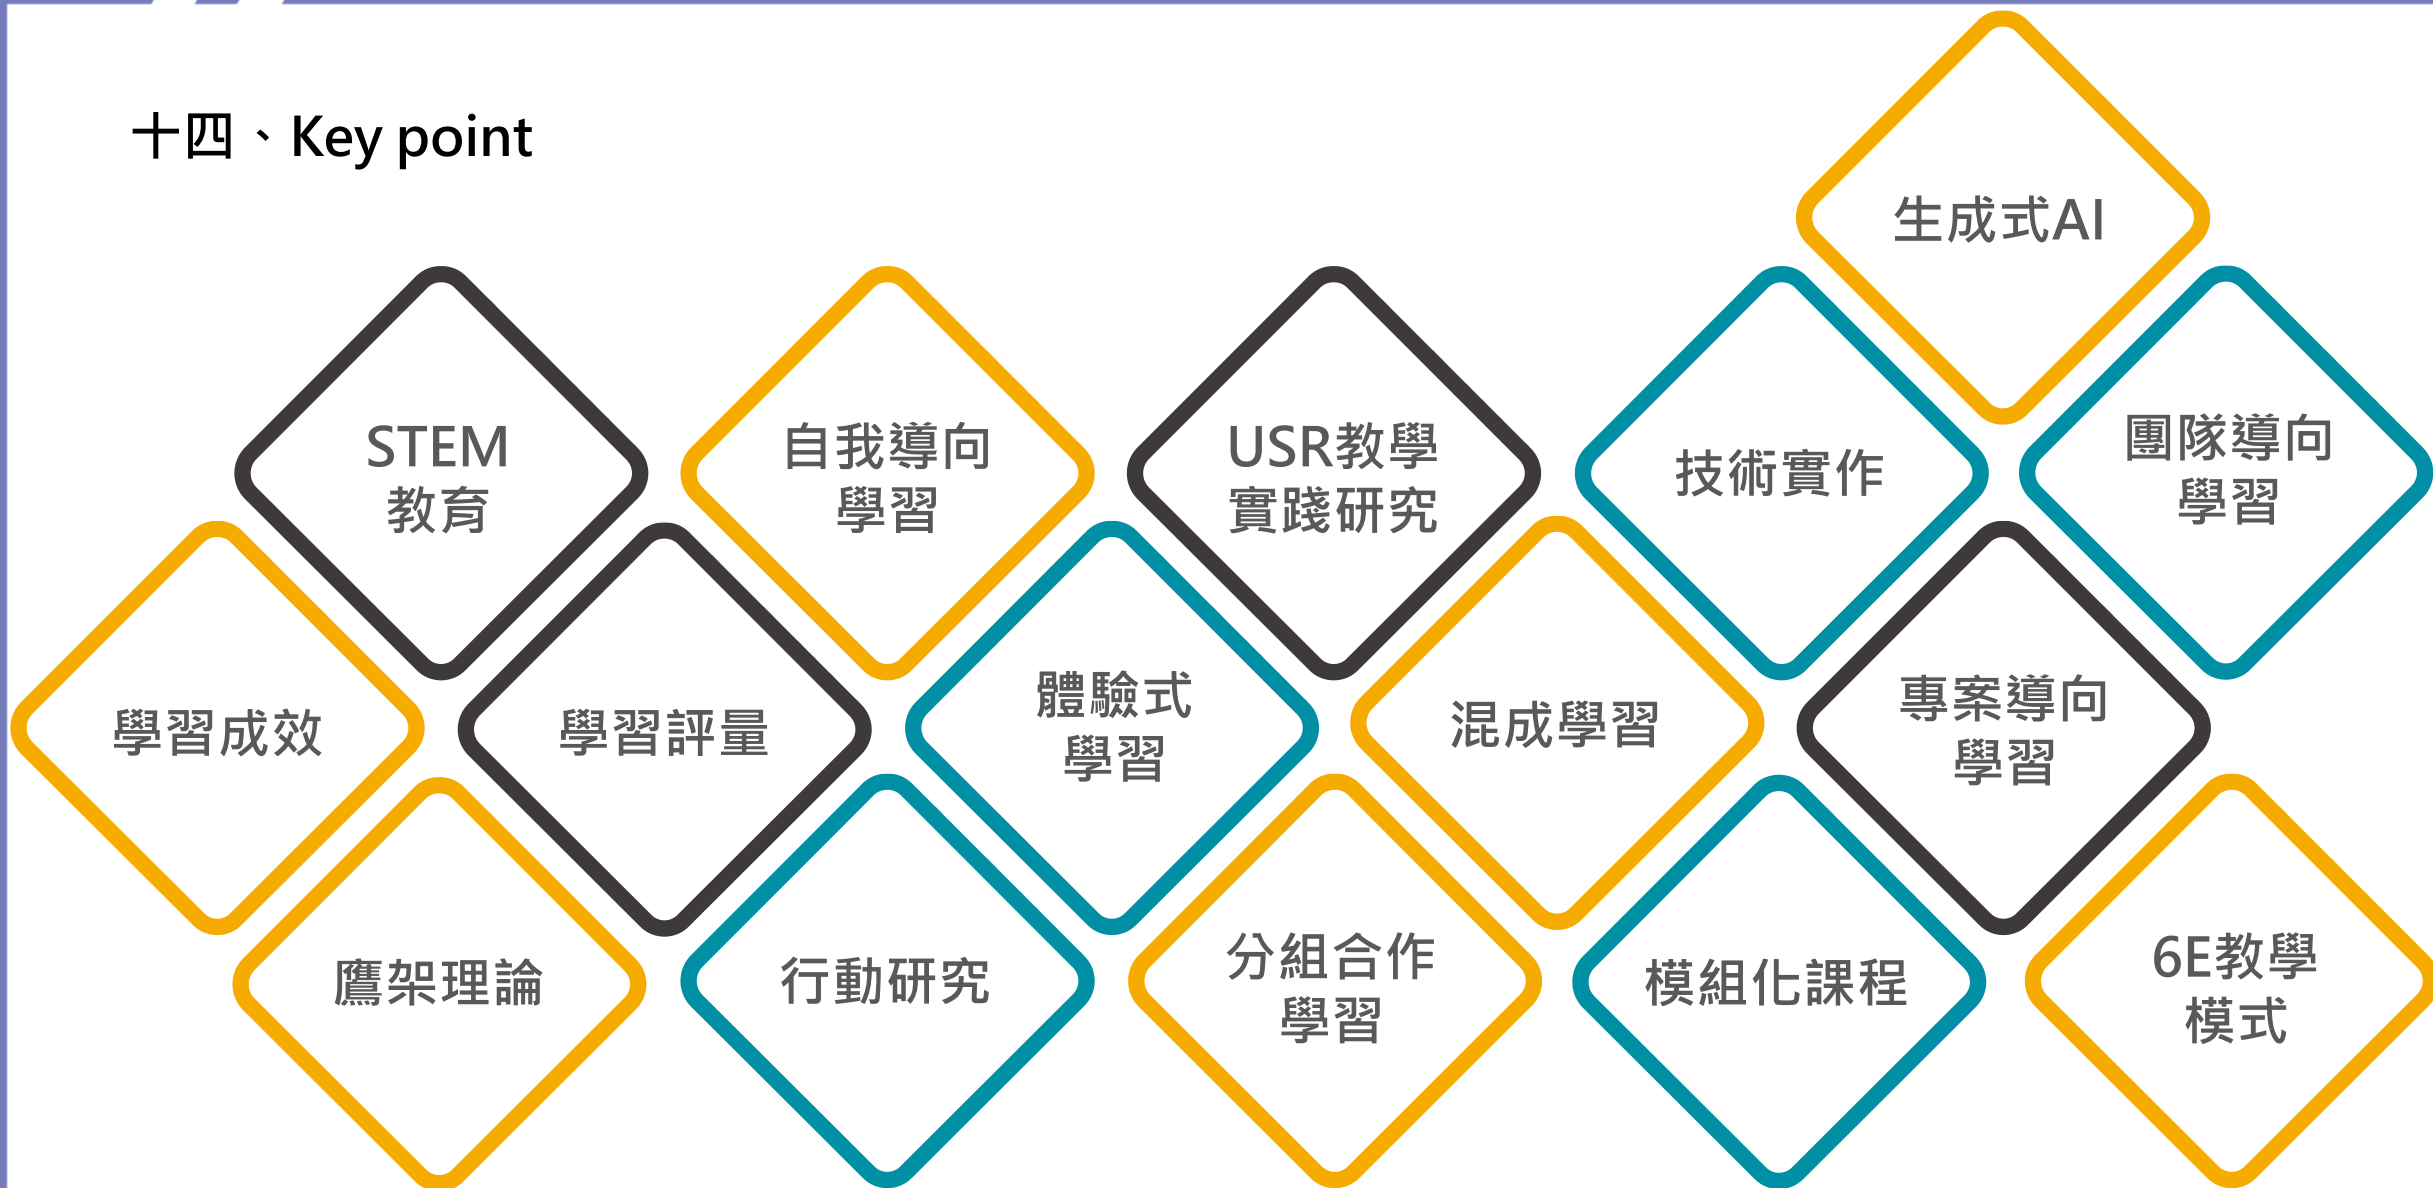 十四、Key point
生成式AI
STEM
教育
自我導向
學習
USR教學
實踐研究
技術實作
團隊導向
學習
學習成效
學習評量
體驗式
學習
混成學習
專案導向
學習
鷹架理論
行動研究
分組合作
學習
模組化課程
6E教學
模式